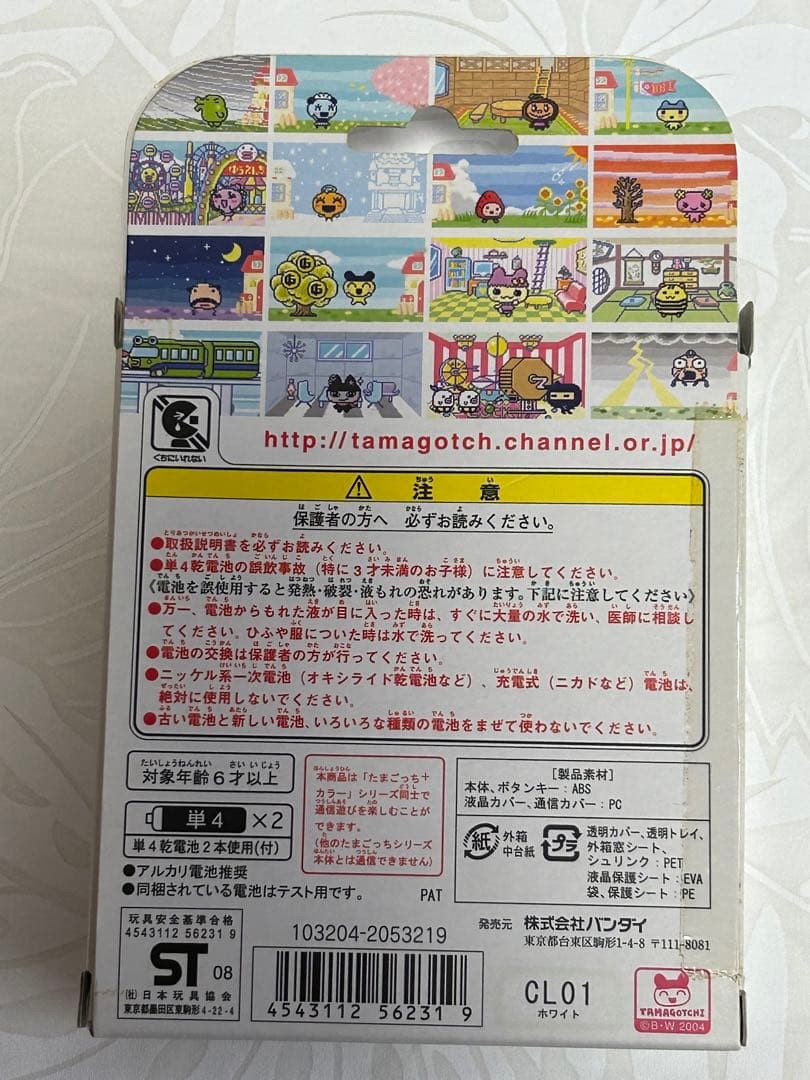 ゆうえんち
くちにいれない
http://tamagotch.channel.or.jp/
注意
保護者の方へ 必ずお読みください。
●取扱説明書を必ずお読みください。
●単4乾電池の誤飲事故(特に3才未満のお子様)に注意してください。
《電池を誤使用すると発熱・破裂・液もれの恐れがあります。下記に注意してください》
●万一、電池からもれた液が目に入った時は、すぐに大量の水で洗い、医師に相談し
てください。ひふや服についた時は水で洗ってください。
●電池の交換は保護者の方が行ってください。
●ニッケル系一次電池(オキシライド乾電池など)、充電式(ニカドなど)電池は、
絶対に使用しないでください。
●古い電池と新しい電池、いろいろな種類の電池をまぜて使わないでください。
対象年齢6才以上
単4×2
単4乾電池2本使用(付)
●アルカリ電池推奨
●同梱されている電池はテスト用です。
本商品は「たまごっち+
カラー」シリーズ同士で
通信遊びを楽しむことが
できます。
(他のたまごっちシリーズ
本体とは通信できません)
PAT
[製品素材]
本体、ボタンキー:ABS
液晶カバー、通信カバー:PC
紙
外箱
中台紙
プラ
透明カバー、透明トレイ、
外箱窓シート、
シュリンク:PET
液晶保護シート:EVA
袋、保護シート:PE
玩具安全基準合格
4543112 56231 9
ST 08
(社)日本玩具協会
東京都墨田区東駒形4-22-4
103204-2053219
4543112 562319
発売元 株式会社バンダイ
東京都台東区駒形1-4-8 〒111-8081
CL01
ホワイト
TAMAGOTCHI
©B・W 2004